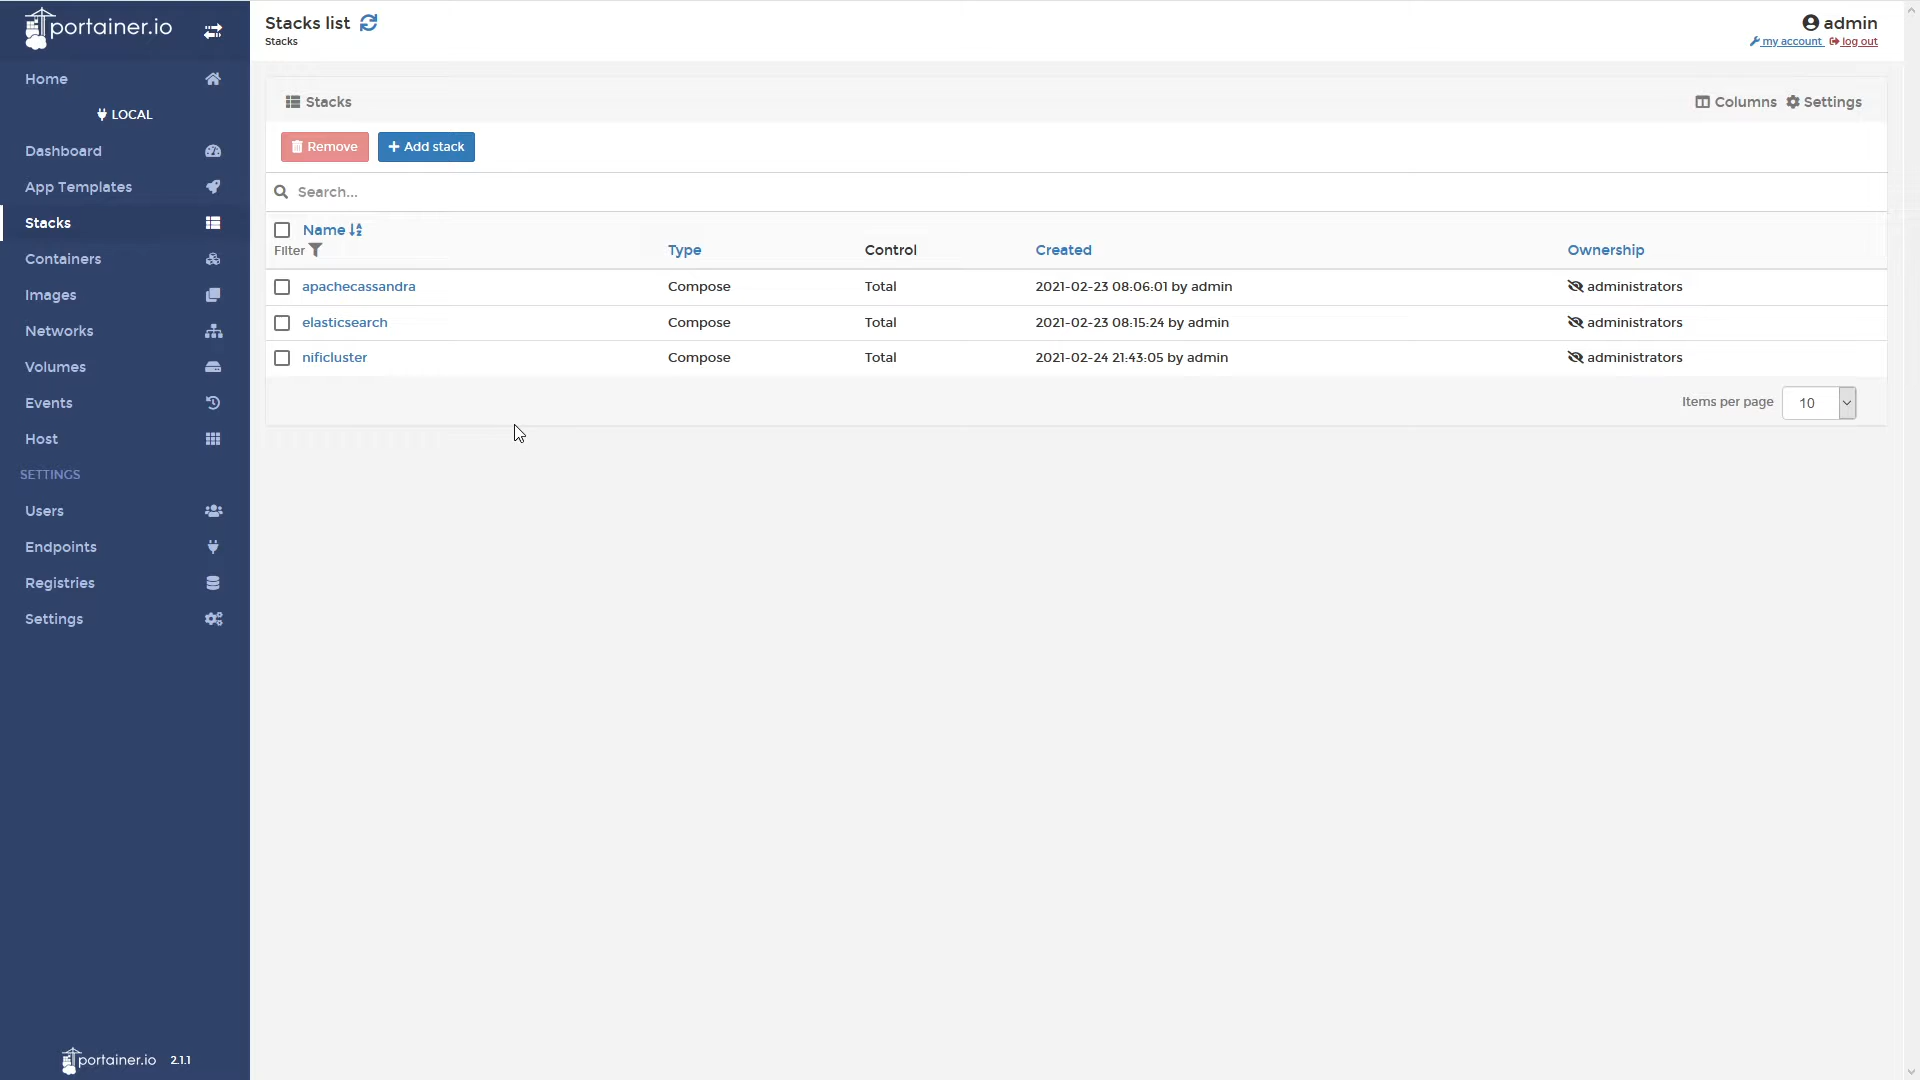 portainer.io
Home
LOCAL
Dashboard
App Templates
Stacks
Containers
Images
Networks
Volumes
Events
Host
SETTINGS
Users
Endpoints
Registries
Settings
portainer.io 2.1.1
Stacks list
Stacks
admin
my account log out
Stacks
Columns Settings
Remove + Add stack
Search...
Name
Filter Type Control Created Ownership
apachecassandra Compose Total 2021-02-23 08:06:01 by admin administrators
elasticsearch Compose Total 2021-02-23 08:15:24 by admin administrators
nificluster Compose Total 2021-02-24 21:43:05 by admin administrators
Items per page 10